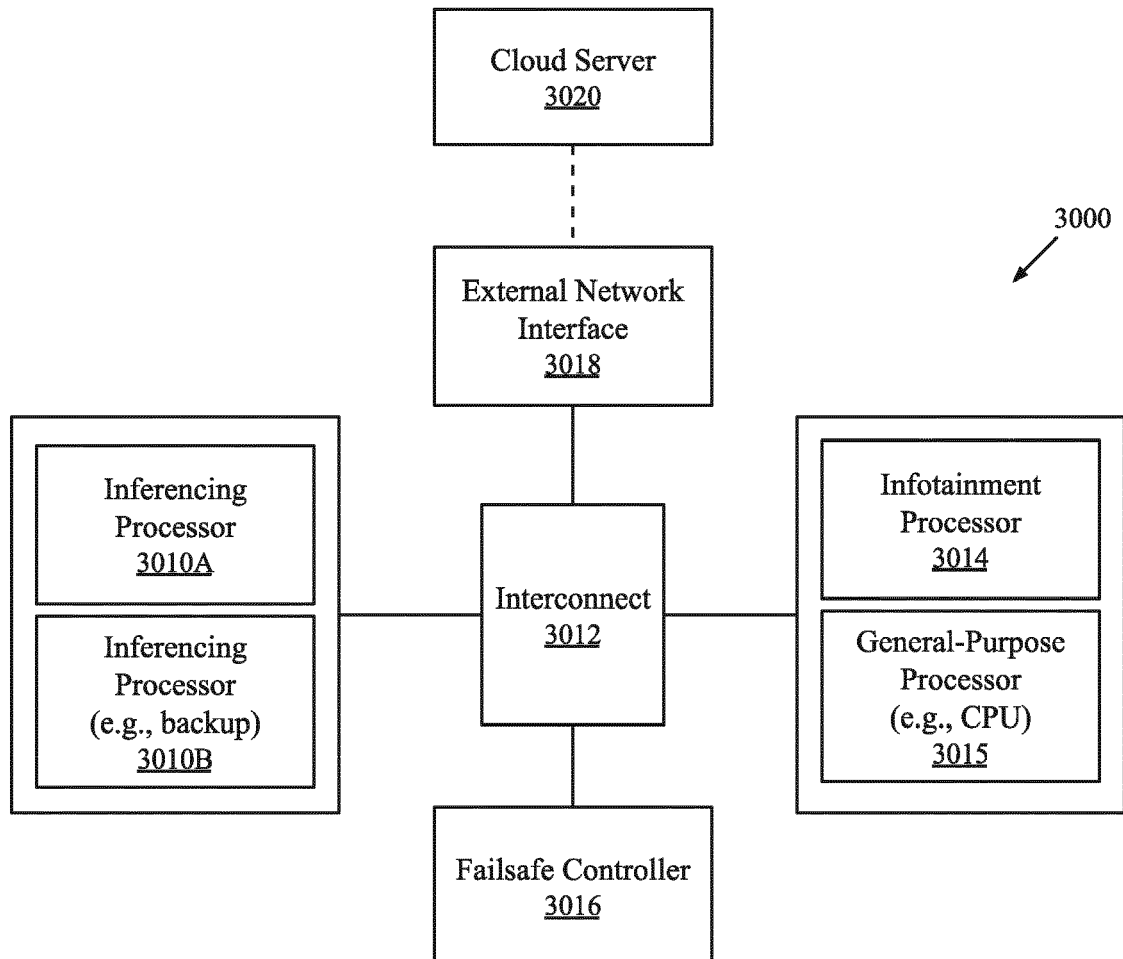 Cloud Server
3020
3000
External Network
Interface
3018
Inferencing
Processor
3010A
Inferencing
Processor
(e.g., backup)
3010B
Interconnect
3012
Infotainment
Processor
3014
General-Purpose
Processor
(e.g., CPU)
3015
Failsafe Controller
3016